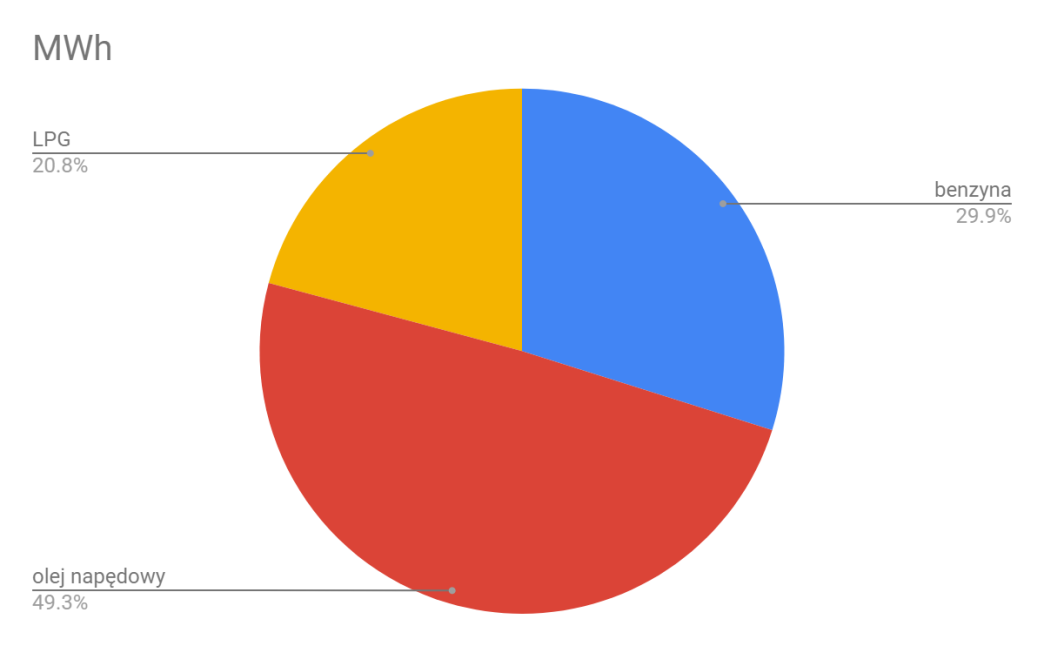 MWh
LPG
20.8%
benzyna
29.9%
olej napędowy
49.3%